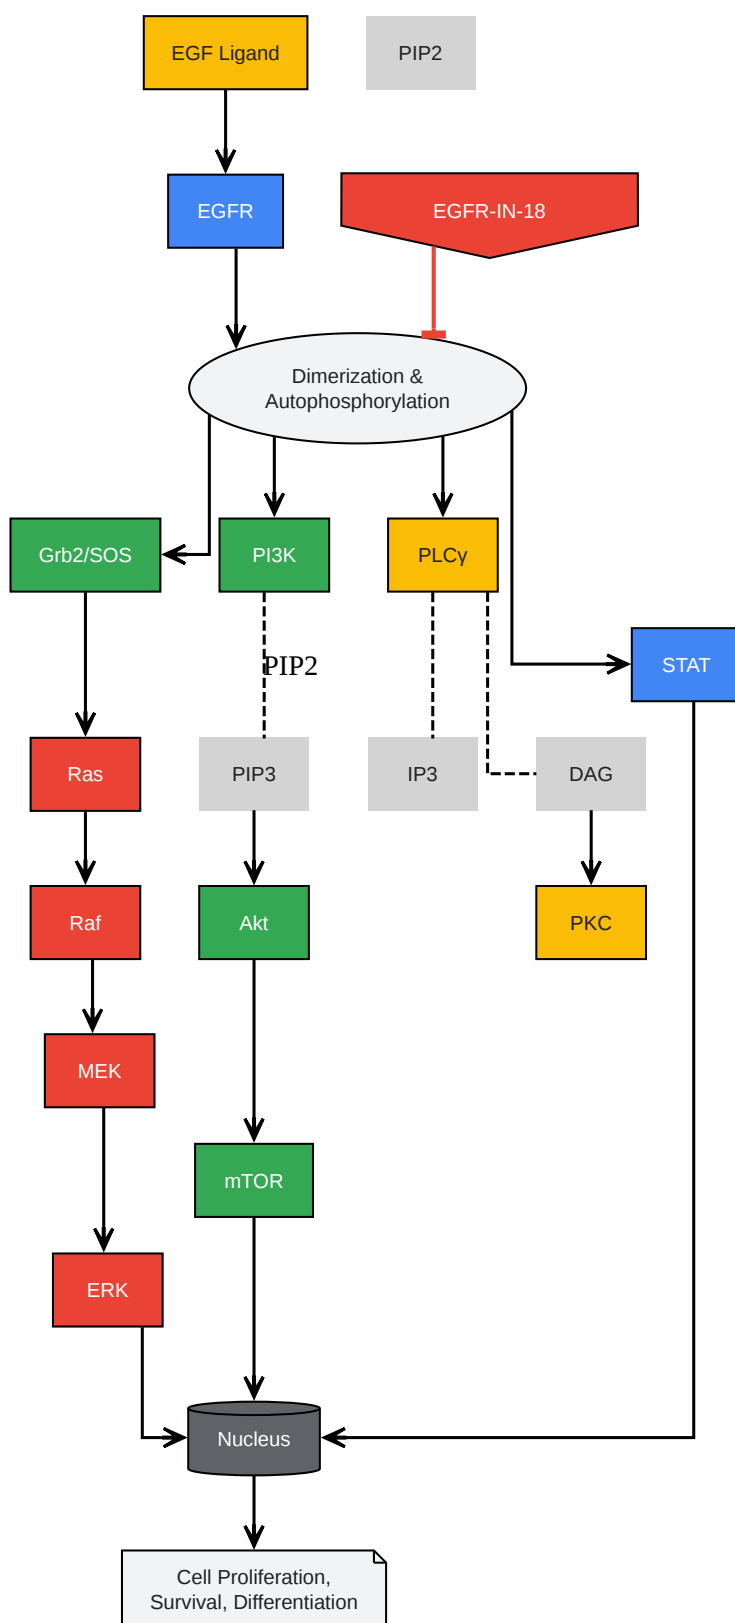 EGF Ligand
PIP2
EGFR
EGFR-IN-18
Dimerization &
Autophosphorylation
Grb2/SOS
PI3K
PLCγ
STAT
PIP2
Ras
PIP3
IP3
DAG
Raf
Akt
PKC
MEK
mTOR
ERK
Nucleus
Cell Proliferation,
Survival, Differentiation